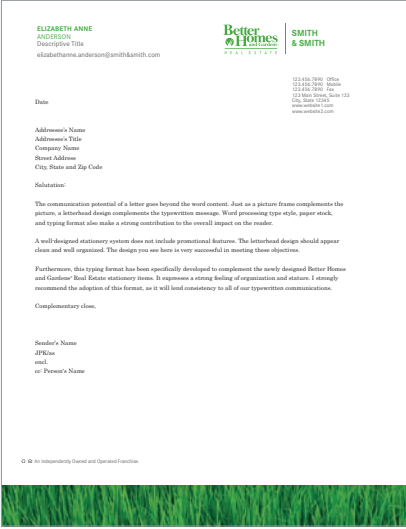 ELIZABETH ANNE
ANDERSON
Descriptive Title
elizabethanne.anderson@smith&smith.com
Better
Homes
and Gardens
REAL ESTATE
SMITH
& SMITH
123.456.7890 Office
123.456.7890 Mobile
123.456.7890 Fax
123 Main Street, Suite 123
City, State 12345
www.website1.com
www.website2.com
Date
Addressee's Name
Addressee's Title
Company Name
Street Address
City, State and Zip Code
Salutation:
The communication potential of a letter goes beyond the word content. Just as a picture frame complements the
picture, a letterhead design complements the typewritten message. Word processing type style, paper stock,
and typing format also make a strong contribution to the overall impact on the reader.
A well-designed stationery system does not include promotional features. The letterhead design should appear
clean and well organized. The design you see here is very successful in meeting these objectives.
Furthermore, this typing format has been specifically developed to complement the newly designed Better Homes
and Gardens® Real Estate stationery items. It expresses a strong feeling of organization and stature. I strongly
recommend the adoption of this format, as it will lend consistency to all of our typewritten communications.
Complementary close,
Sender's Name
JPK/as
encl.
cc: Person's Name
An Independently Owned and Operated Franchise.